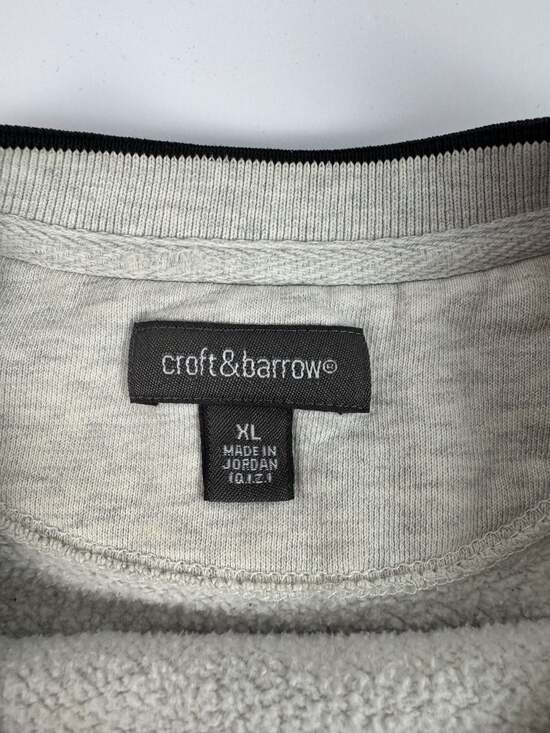 croft&barrow®
XL
MADE IN
JORDAN
(Q.I.Z.)